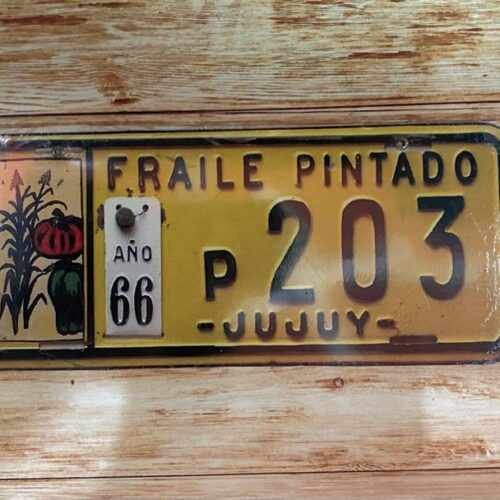 FRAILE PINTADO
AÑO
66
P 203
-JUJUY-